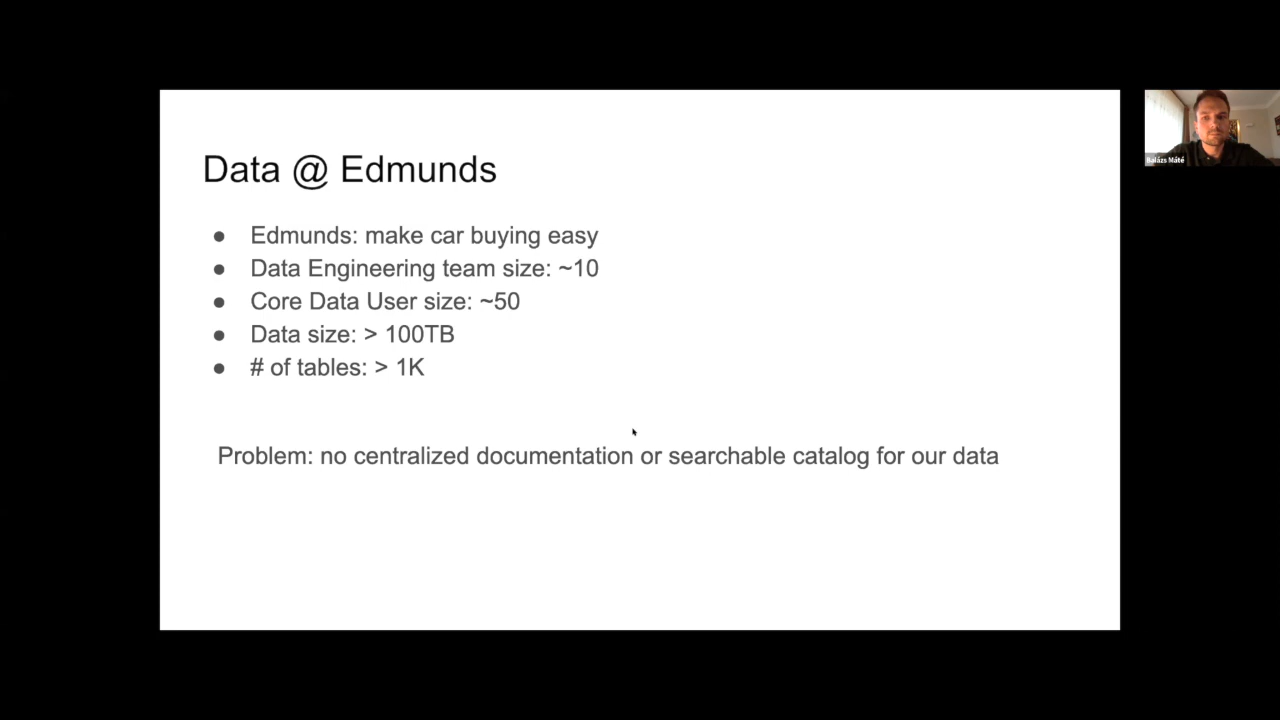 Data @ Edmunds
● Edmunds: make car buying easy
● Data Engineering team size: ~10
● Core Data User size: ~50
● Data size: > 100TB
● # of tables: > 1K
Problem: no centralized documentation or searchable catalog for our data
Balázs Máté